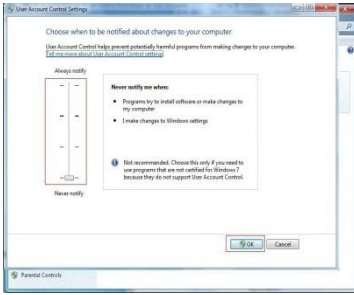 User Account Control Settings
Choose when to be notified about changes to your computer
User Account Control helps prevent potentially harmful programs from making changes to your computer.
Tell me more about User Account Control settings
Always notify
Never notify me when:
Programs try to install software or make changes to
my computer
I make changes to Windows settings
Not recommended. Choose this only if you need to
use programs that are not certified for Windows 7
because they do not support User Account Control.
Never notify
OK
Cancel
Parental Controls